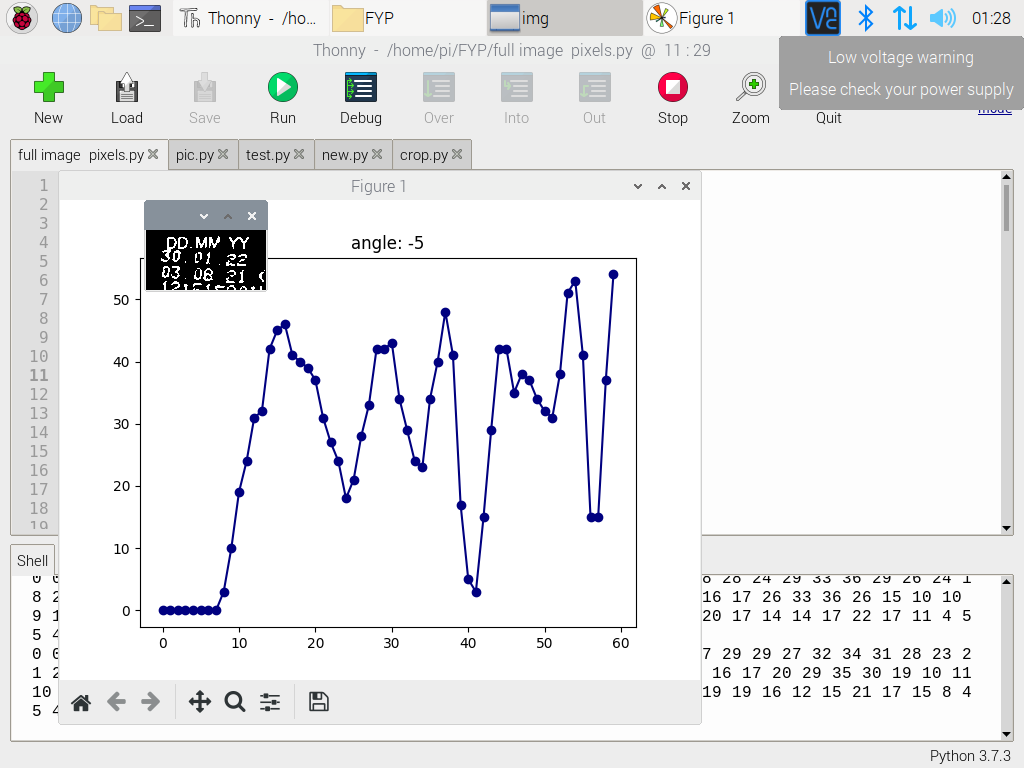 Thonny - /ho...
FYP
img
Figure 1
01:28
Thonny - /home/pi/FYP/full image pixels.py @ 11 : 29
Low voltage warning
Please check your power supply
mode
New
Load
Save
Run
Debug
Over
Into
Out
Stop
Zoom
Quit
full image pixels.py
pic.py
test.py
new.py
crop.py
1
2
3
4
5
6
7
8
9
10
11
12
13
14
15
16
17
18
19
Figure 1
DD.MM YY
30.01.22
03.08 21
angle: -5
50
40
30
20
10
0
0 10 20 30 40 50 60
Shell
8 28 24 29 33 36 29 26 24 1
8 2
16 17 26 33 36 26 15 10 10
9 1
20 17 14 14 17 22 17 11 4 5
5 4
0 0
7 29 29 27 32 34 31 28 23 2
1 2
16 17 20 29 35 30 19 10 11
10
19 19 16 12 15 21 17 15 8 4
5 4
Python 3.7.3